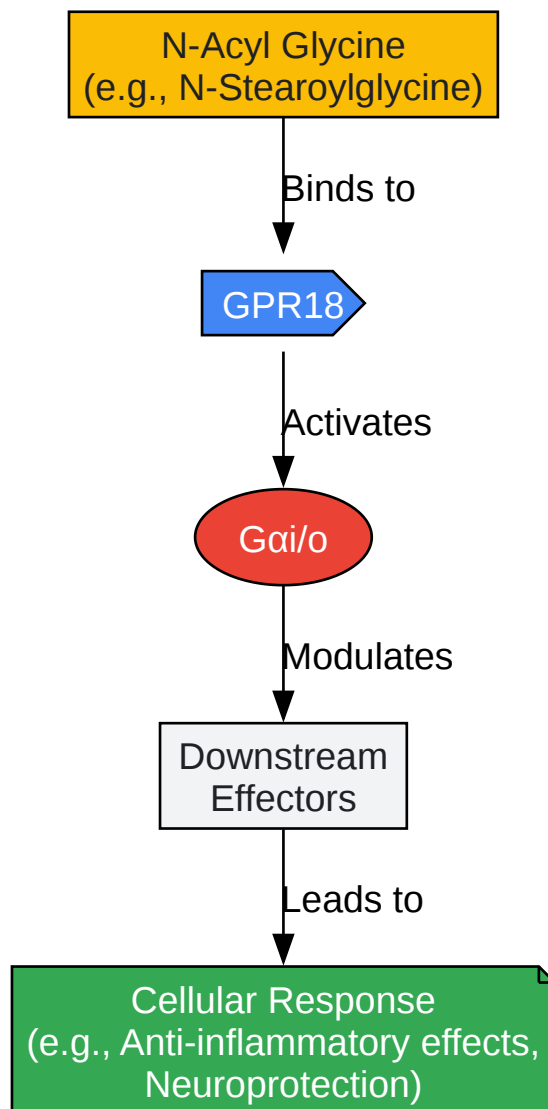 N-Acyl Glycine
(e.g., N-Stearoylglycine)
Binds to
GPR18
Activates
Gαi/o
Modulates
Downstream
Effectors
Leads to
Cellular Response
(e.g., Anti-inflammatory effects,
Neuroprotection)